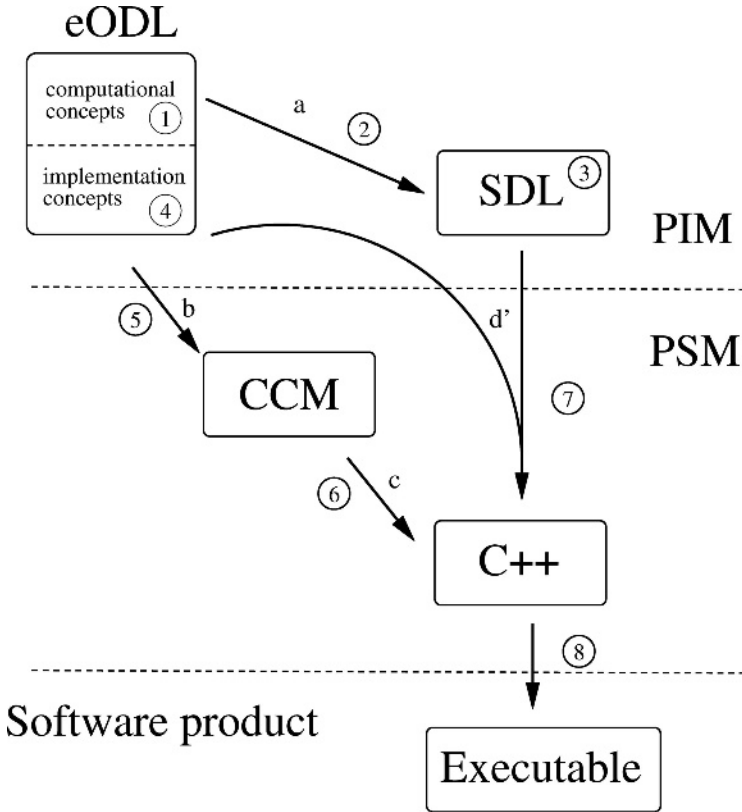 eODL
computational
concepts 1
a
2
implementation
concepts 4
SDL 3
PIM
5
b
d'
PSM
CCM
7
6
c
C++
8
Software product
Executable